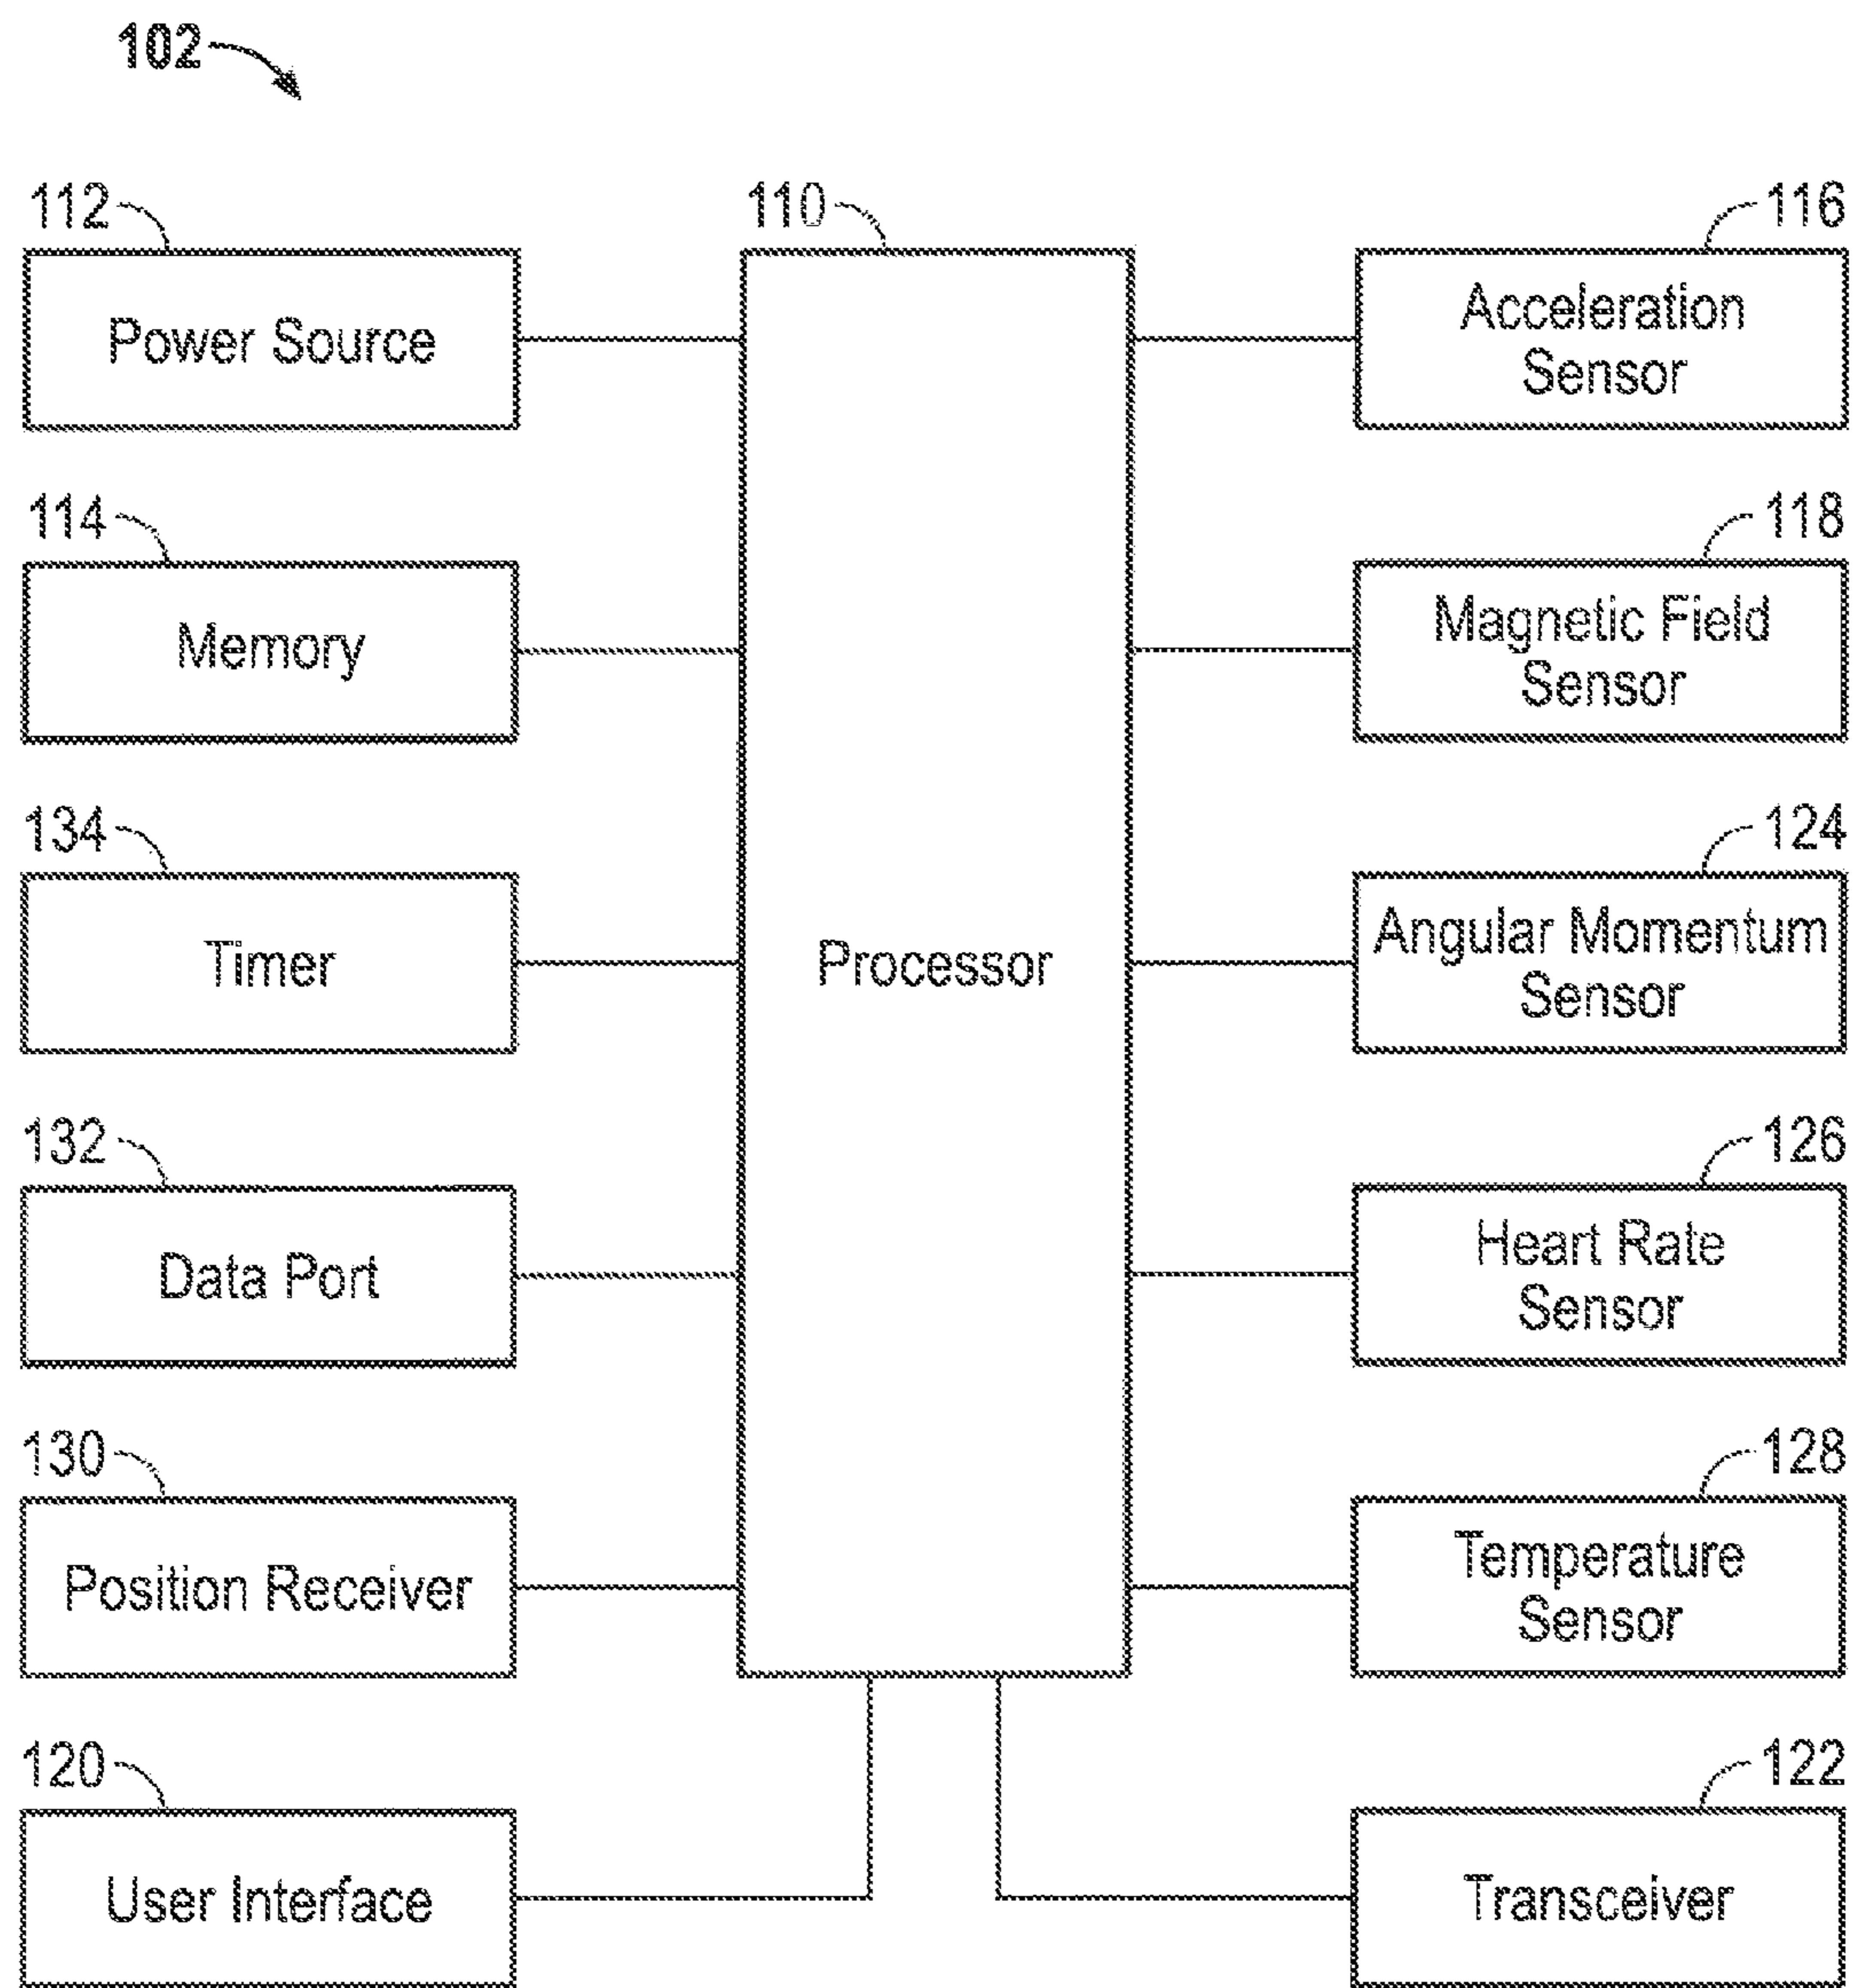 102
112
110
116
Power Source
Acceleration
Sensor
114
118
Memory
Magnetic Field
Sensor
134
124
Timer
Processor
Angular Momentum
Sensor
132
126
Data Port
Heart Rate
Sensor
130
128
Position Receiver
Temperature
Sensor
120
122
User Interface
Transceiver